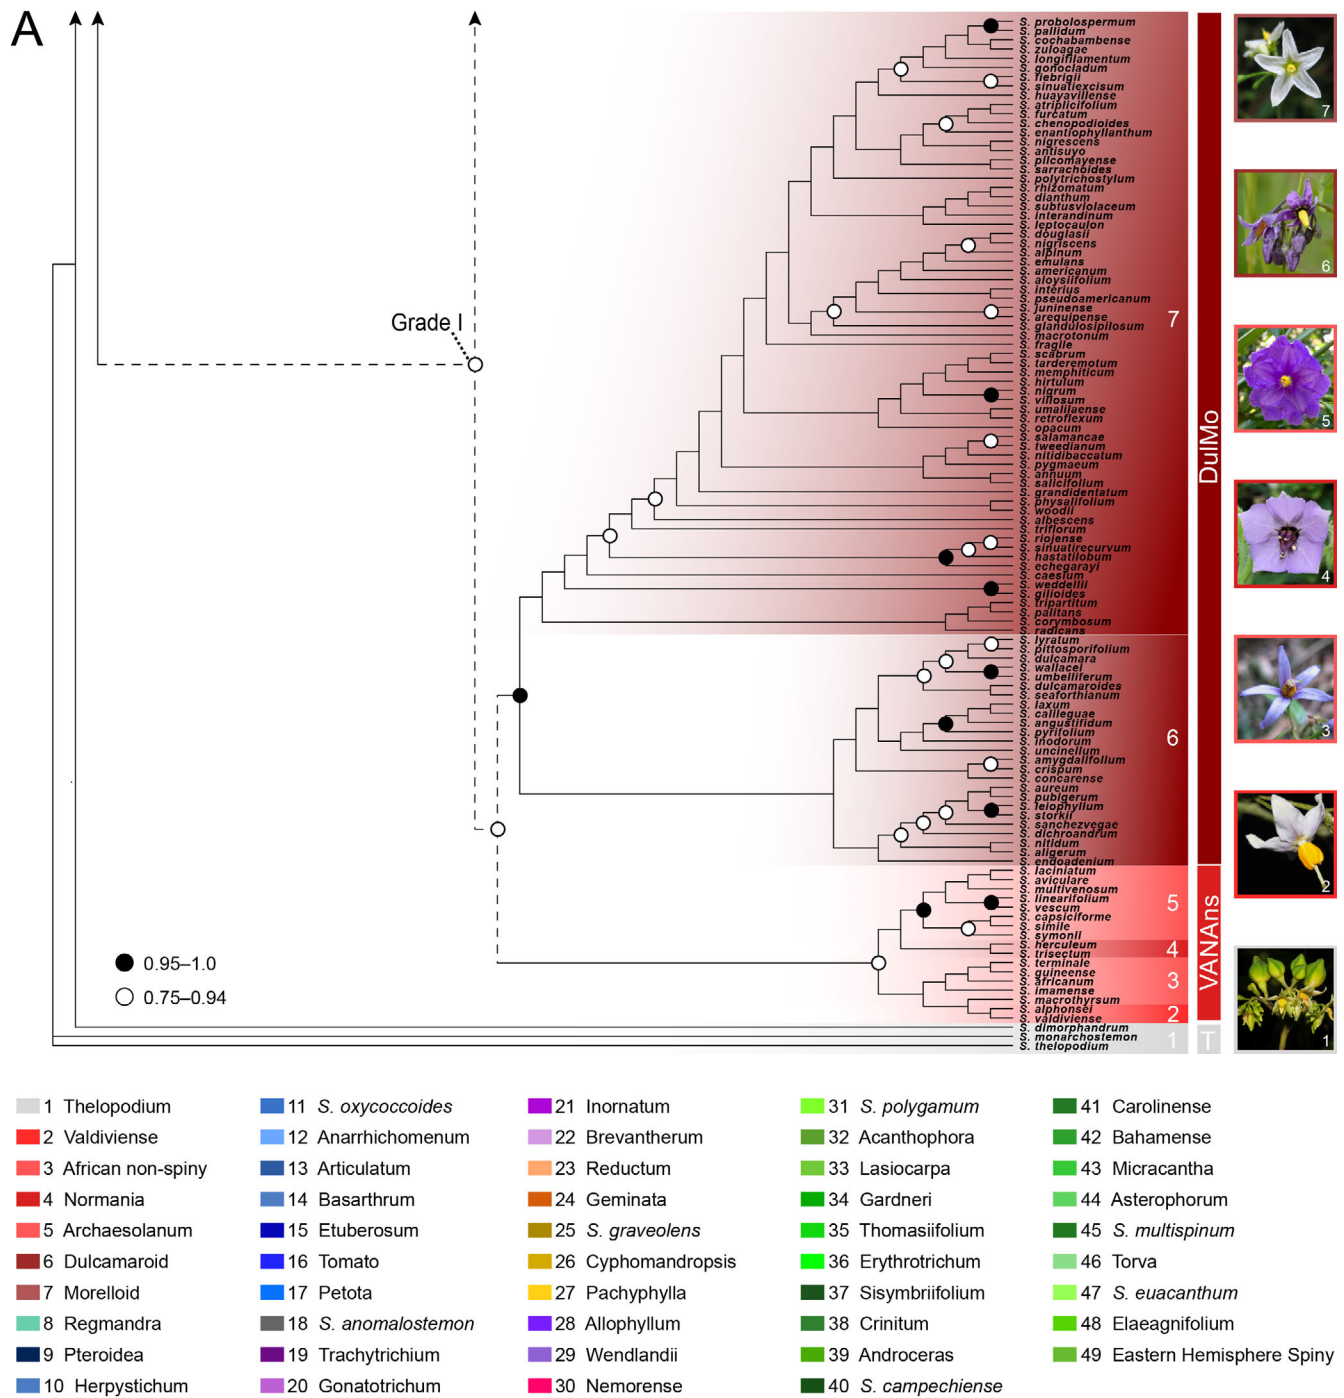 A
S. probolospermum
S. pallidum
S. cochabambense
S. zuloagae
S. longifilamentum
S. gonocladum
S. fiebrigii
S. sinuatiexcisum
S. huayavillense
S. atriplicifolium
S. furcatum
S. chenopodioides
S. enantiophyllanthum
S. nigrescens
S. antisuyo
S. pilcomayense
S. sarrachoides
S. polytrichostylum
S. rhizomatum
S. dianthum
S. subtusviolaceum
S. interandinum
S. leptocaulon
S. douglasii
S. nigriscens
S. alpinum
S. emulans
S. americanum
S. aloysiifolium
S. interius
S. pseudoamericanum
S. juninense
S. arequipense
S. glandulosipilosum
S. macrotonum
S. fragile
S. scabrum
S. tarderemotum
S. memphiticum
S. hirtulum
S. nigrum
S. villosum
S. umalilaense
S. retroflexum
S. opacum
S. salamancae
S. tweedianum
S. nitidibaccatum
S. pygmaeum
S. annuum
S. salicifolium
S. grandidentatum
S. physalifolium
S. woodii
S. albescens
S. triflorum
S. riojense
S. sinuatirecurvum
S. hastatilobum
S. echegarayi
S. caesium
S. weddellii
S. gilioides
S. tripartitum
S. palitans
S. corymbosum
S. radicans
S. lyratum
S. pittosporifolium
S. dulcamara
S. wallacei
S. umbelliferum
S. dulcamaroides
S. seaforthianum
S. laxum
S. calileguae
S. angustifidum
S. pyrifolium
S. inodorum
S. uncinellum
S. amygdalifolium
S. crispum
S. concarense
S. aureum
S. pubigerum
S. leiophyllum
S. storkii
S. sanchezvegae
S. dichroandrum
S. nitidum
S. aligerum
S. endoadenium
S. laciniatum
S. aviculare
S. multivenosum
S. linearifolium
S. vescum
S. capsiciforme
S. simile
S. symonii
S. herculeum
S. trisectum
S. terminale
S. guineense
S. africanum
S. imamense
S. macrothyrsum
S. alphonsei
S. valdiviense
S. dimorphandrum
S. monarchostemon
S. thelopodium
Grade I
0.95–1.0
0.75–0.94
7
6
5
4
3
2
1
DulMo
VANAns
T
7
6
5
4
3
2
1
1 Thelopodium
2 Valdiviense
3 African non-spiny
4 Normania
5 Archaesolanum
6 Dulcamaroid
7 Morelloid
8 Regmandra
9 Pteroidea
10 Herpystichum
11 S. oxycoccoides
12 Anarrhichomenum
13 Articulatum
14 Basarthrum
15 Etuberosum
16 Tomato
17 Petota
18 S. anomalostemon
19 Trachytrichium
20 Gonatotrichum
21 Inornatum
22 Brevantherum
23 Reductum
24 Geminata
25 S. graveolens
26 Cyphomandropsis
27 Pachyphylla
28 Allophyllum
29 Wendlandii
30 Nemorense
31 S. polygamum
32 Acanthophora
33 Lasiocarpa
34 Gardneri
35 Thomasiifolium
36 Erythrotrichum
37 Sisymbriifolium
38 Crinitum
39 Androceras
40 S. campechiense
41 Carolinense
42 Bahamense
43 Micracantha
44 Asterophorum
45 S. multispinum
46 Torva
47 S. euacanthum
48 Elaeagnifolium
49 Eastern Hemisphere Spiny